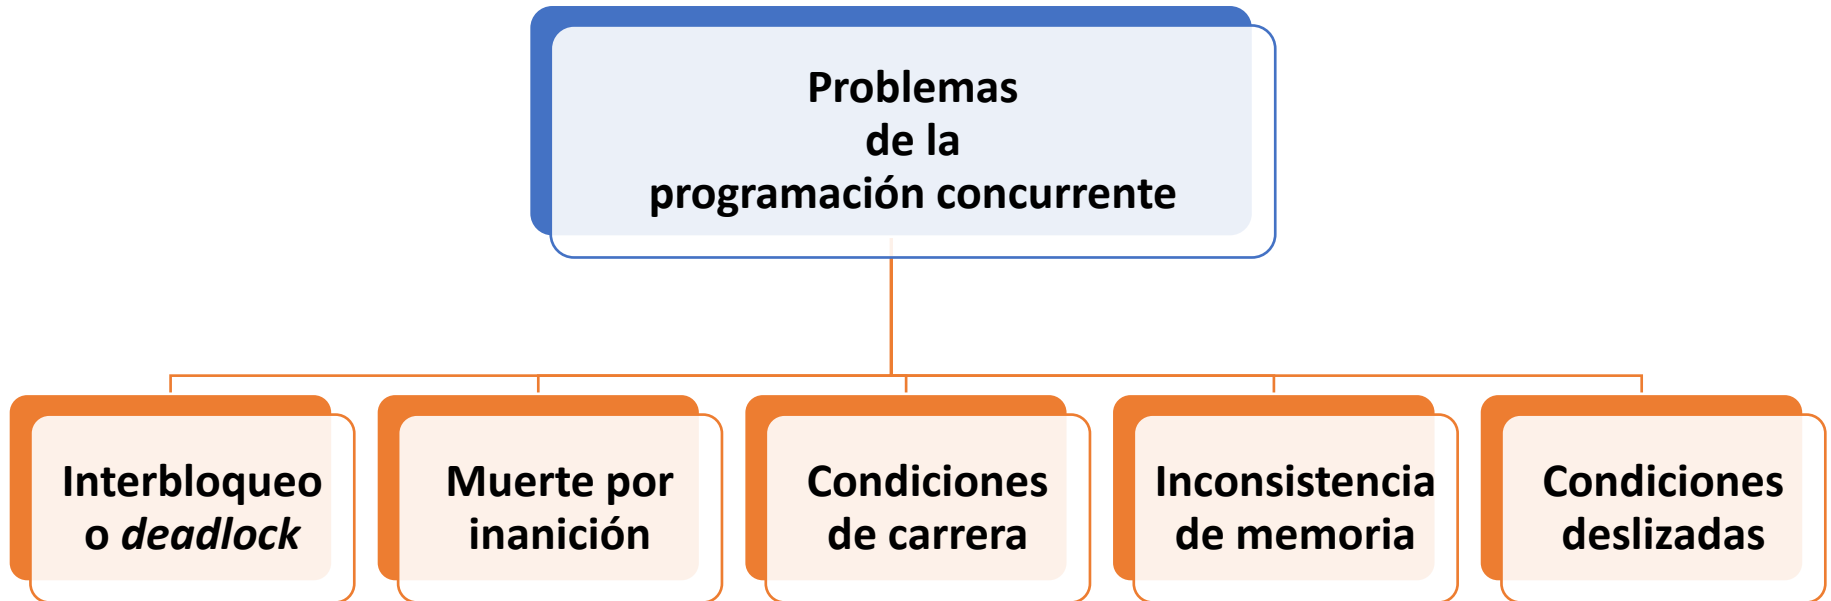 Problemas
de la
programación concurrente
Interbloqueo
o deadlock
Muerte por
inanición
Condiciones
de carrera
Inconsistencia
de memoria
Condiciones
deslizadas